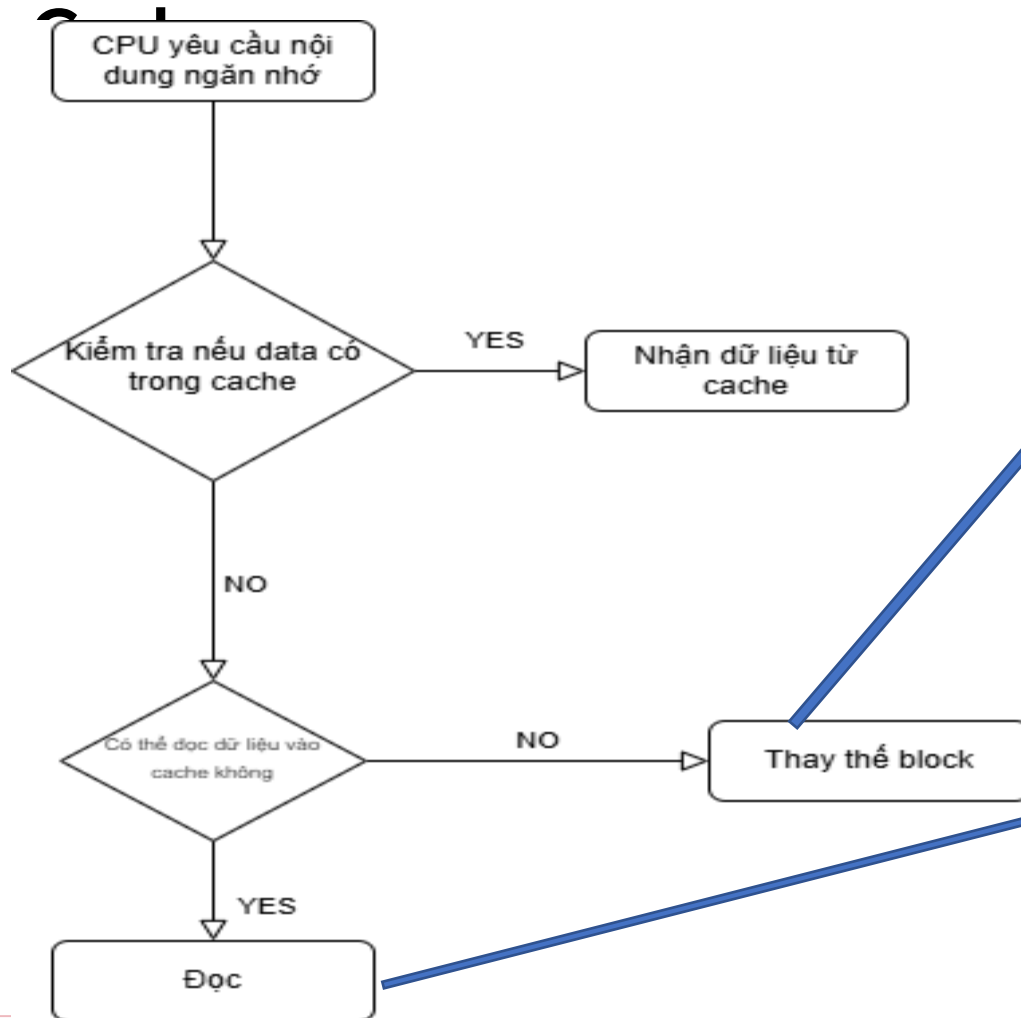 CPU yêu cầu nội
dung ngăn nhớ
Kiểm tra nếu data có
trong cache
YES
Nhận dữ liệu từ
cache
NO
Có thể đọc dữ liệu vào
cache không
NO
Thay thế block
YES
Đọc